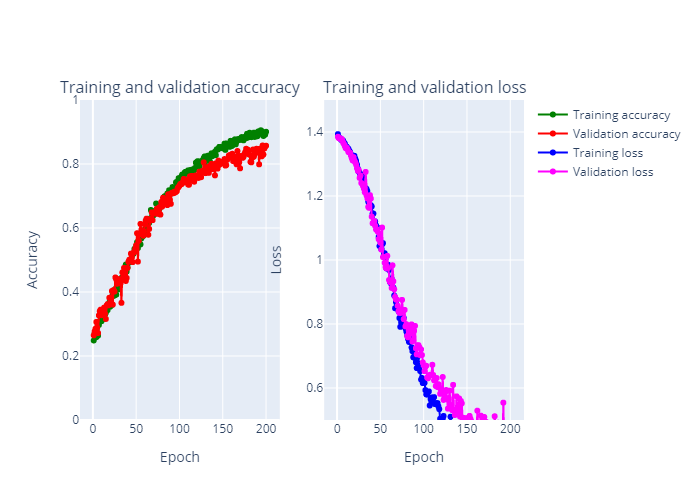 Training and validation accuracy
Training and validation loss
1
0.8
0.6
0.4
0.2
0
0
50
100
150
200
Accuracy
Epoch
1.4
1.2
1
0.8
0.6
0
50
100
150
200
Loss
Epoch
Training accuracy
Validation accuracy
Training loss
Validation loss